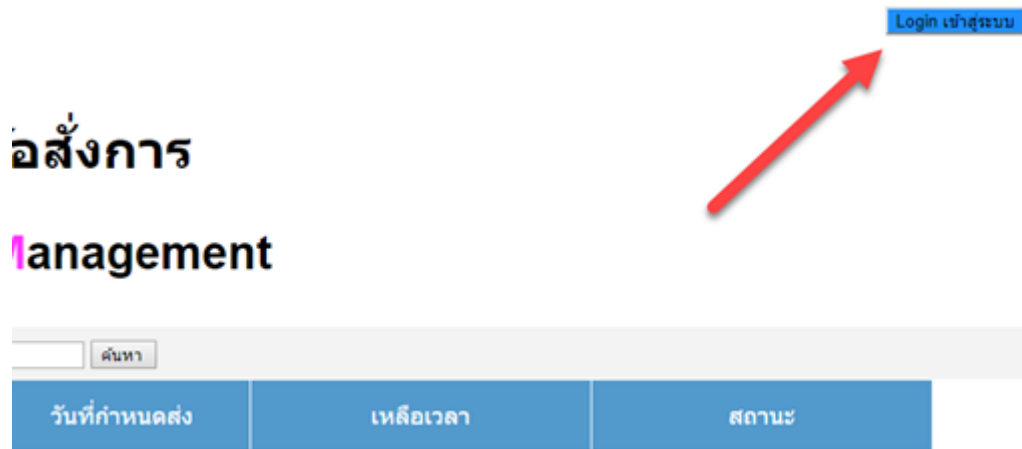 Login เข้าสู่ระบบ
้อสั่งการ
Management
ค้นหา
วันที่กำหนดส่ง เหลือเวลา สถานะ